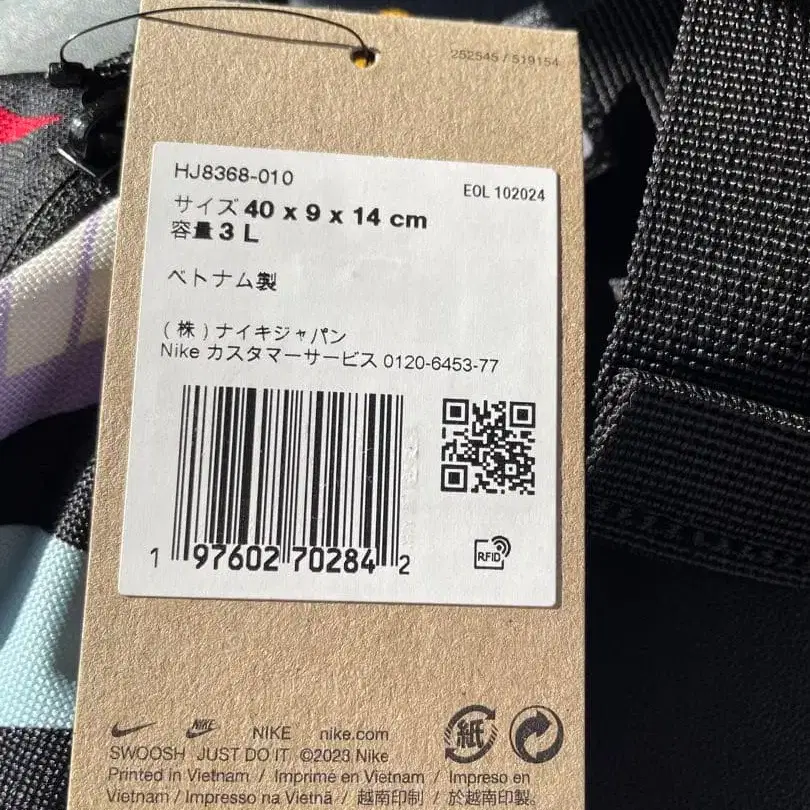 252545 / 519154
HJ8368-010
EOL 102024
サイズ 40 x 9 x 14 cm
容量 3 L
ベトナム製
(株)ナイキジャパン
Nike カスタマーサービス 0120-6453-77
1 97602 70284 2
RFID
NIKE NIKE nike.com
紙
SWOOSH JUST DO IT ©2023 Nike
Printed in Vietnam / Imprimé en Vietnam / Impreso en
Vietnam / Impresso na Vietnã / 越南印制 / 於越南印製。